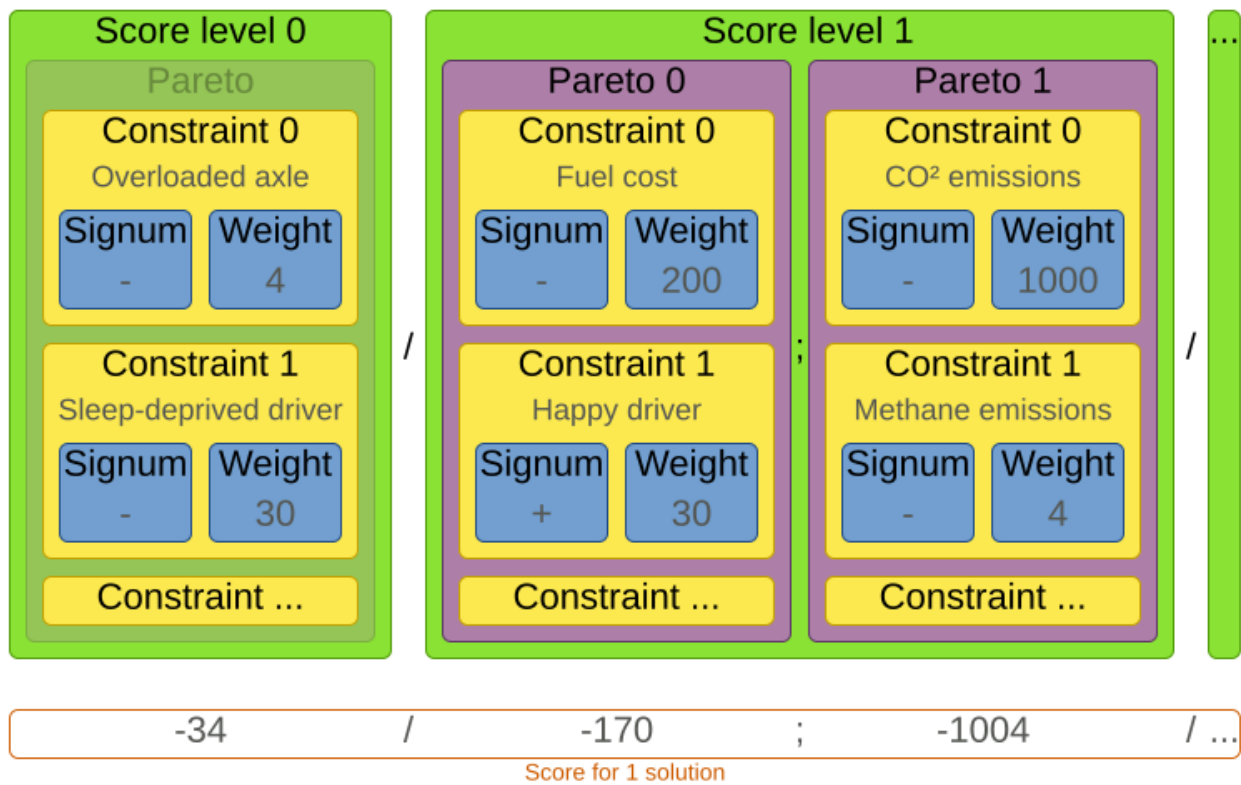 Score level 0
Pareto
Constraint 0
Overloaded axle
Signum Weight
- 4
Constraint 1
Sleep-deprived driver
Signum Weight
- 30
Constraint ...
/
Score level 1
Pareto 0
Constraint 0
Fuel cost
Signum Weight
- 200
Constraint 1
Happy driver
Signum Weight
+ 30
Constraint ...
;
Pareto 1
Constraint 0
CO² emissions
Signum Weight
- 1000
Constraint 1
Methane emissions
Signum Weight
- 4
Constraint ...
/
...
-34 / -170 ; -1004 / ...
Score for 1 solution